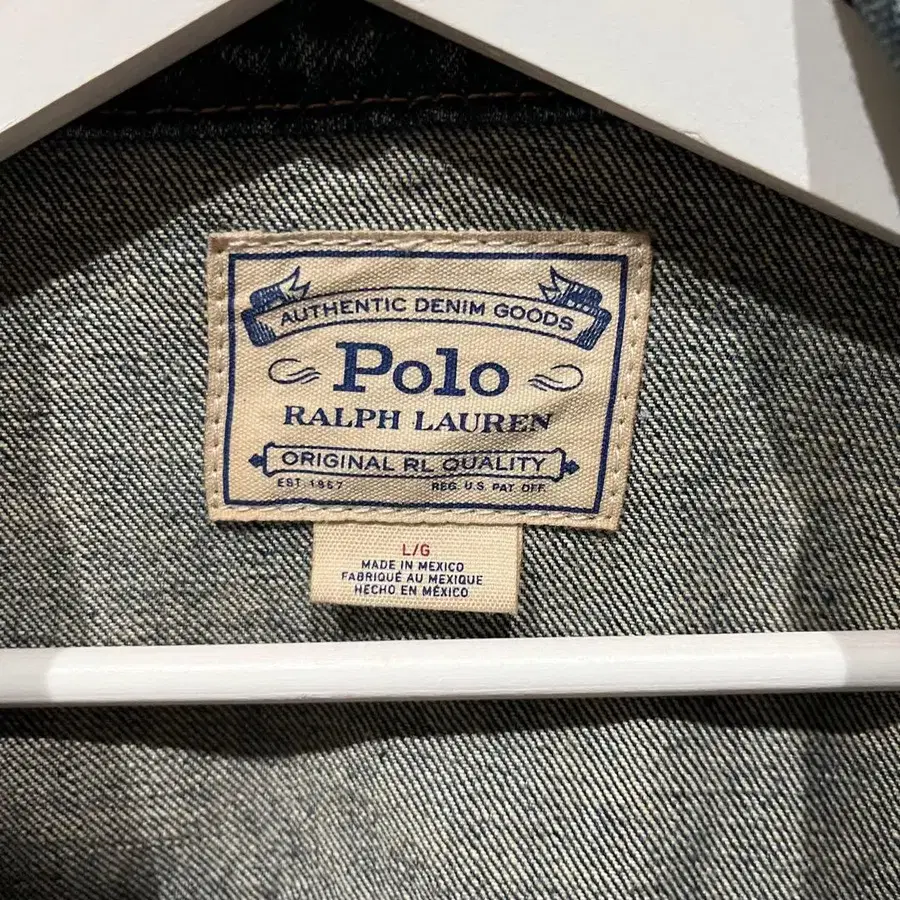 AUTHENTIC DENIM GOODS
Polo
RALPH LAUREN
ORIGINAL RL QUALITY
EST 1967 REG U.S. PAT. OFF.
L/G
MADE IN MEXICO
FABRIQUÉ AU MEXIQUE
HECHO EN MÉXICO